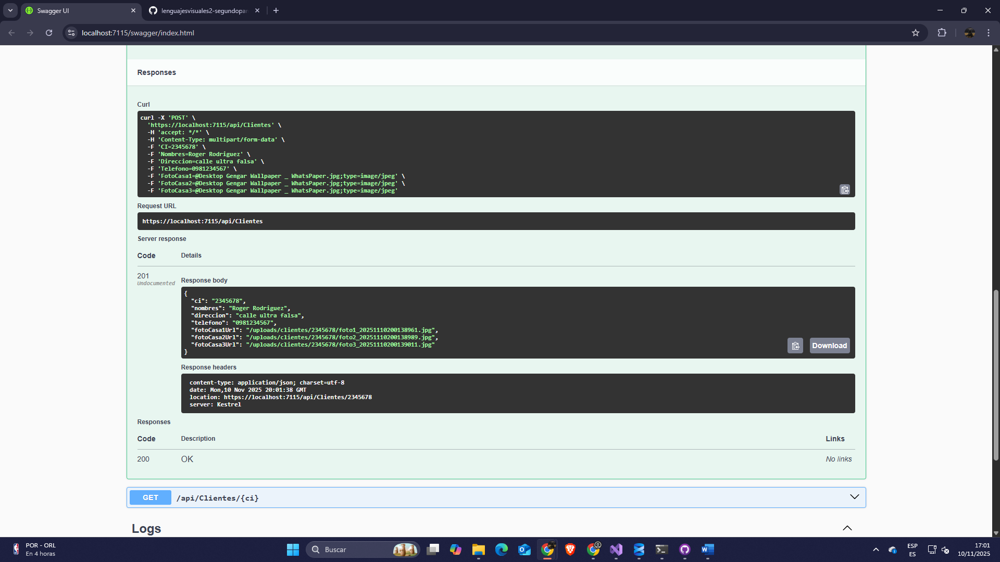 Swagger UI
lenguajesvisuales2-segundopar
localhost:7115/swagger/index.html
Responses
Curl
curl -X 'POST' \
'https://localhost:7115/api/Clientes' \
-H 'accept: */*' \
-H 'Content-Type: multipart/form-data' \
-F 'CI=2345678' \
-F 'Nombres=Roger Rodriguez' \
-F 'Direccion=calle ultra falsa' \
-F 'Telefono=0981234567' \
-F 'FotoCasa1=@Desktop Gengar Wallpaper _ WhatsPaper.jpg;type=image/jpeg' \
-F 'FotoCasa2=@Desktop Gengar Wallpaper _ WhatsPaper.jpg;type=image/jpeg' \
-F 'FotoCasa3=@Desktop Gengar Wallpaper _ WhatsPaper.jpg;type=image/jpeg'
Request URL
https://localhost:7115/api/Clientes
Server response
Code Details
201
Undocumented
Response body
{
"ci": "2345678",
"nombres": "Roger Rodriguez",
"direccion": "calle ultra falsa",
"telefono": "0981234567",
"fotoCasa1Url": "/uploads/clientes/2345678/foto1_20251110200138961.jpg",
"fotoCasa2Url": "/uploads/clientes/2345678/foto2_20251110200138989.jpg",
"fotoCasa3Url": "/uploads/clientes/2345678/foto3_20251110200139011.jpg"
}
Download
Response headers
content-type: application/json; charset=utf-8
date: Mon,10 Nov 2025 20:01:38 GMT
location: https://localhost:7115/api/Clientes/2345678
server: Kestrel
Responses
Code Description Links
200 OK No links
GET /api/Clientes/{ci}
Logs
POR - ORL
En 4 horas
Buscar
ESP
ES
17:01
10/11/2025